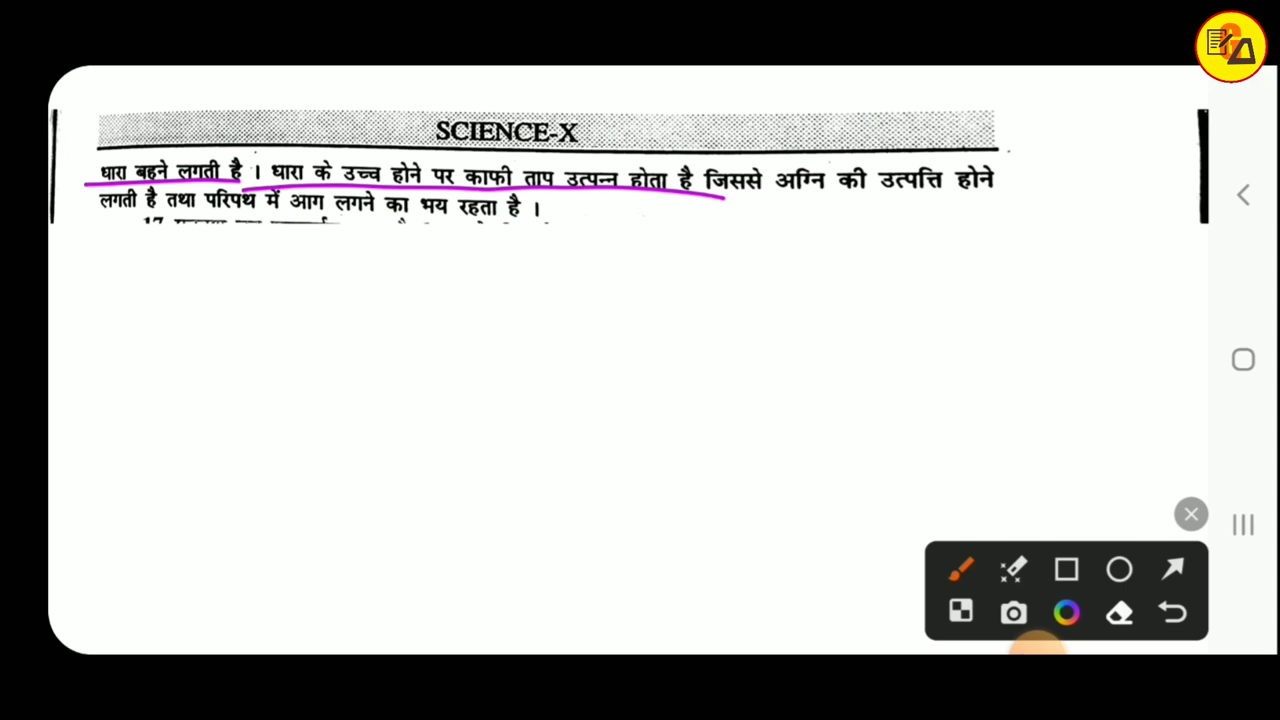 SCIENCE-X
धारा बहने लगती है । धारा के उच्च होने पर काफी ताप उत्पन्न होता है जिससे अग्नि की उत्पत्ति होने
लगती है तथा परिपथ में आग लगने का भय रहता है ।